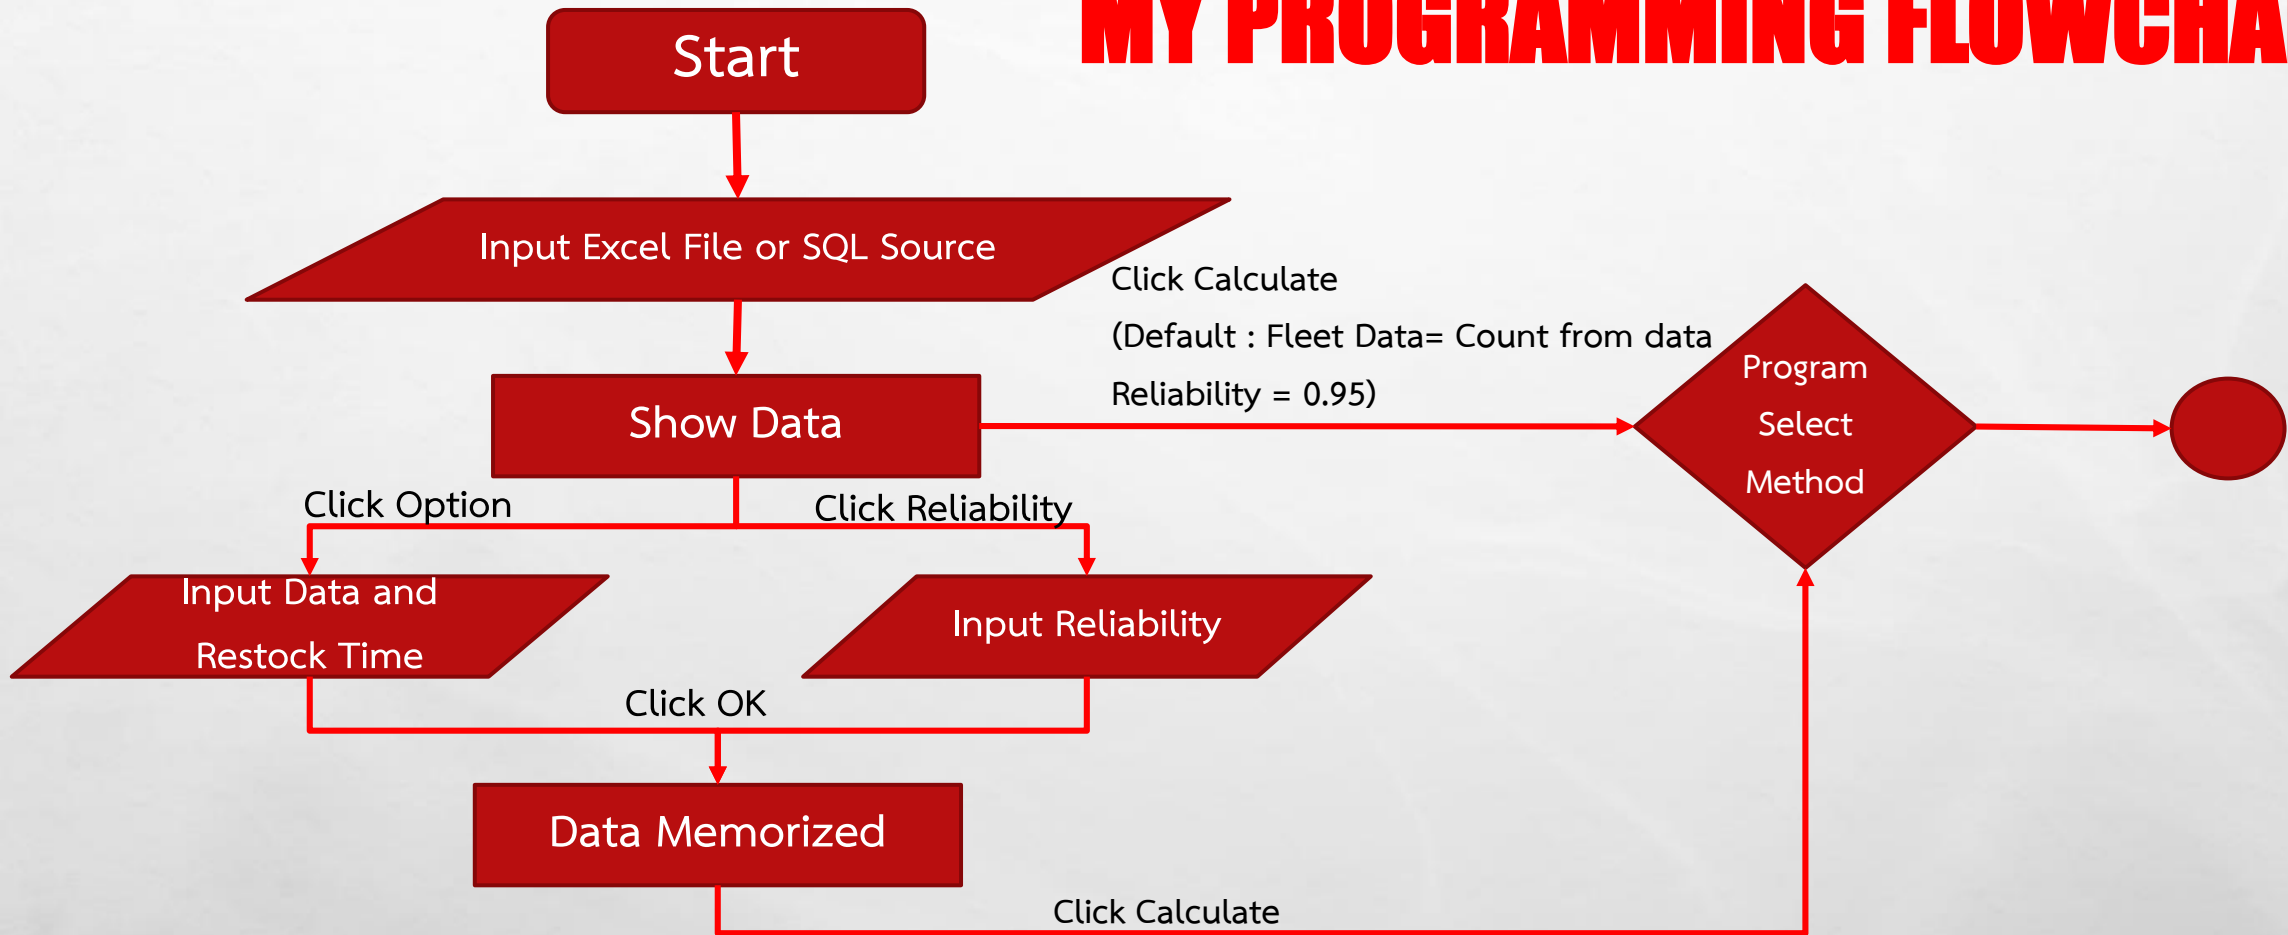 MY PROGRAMMING FLOWCHA
Start
Input Excel File or SQL Source
Click Calculate
(Default : Fleet Data= Count from data
Reliability = 0.95)
Program
Select
Method
Show Data
Click Option
Click Reliability
Input Data and
Restock Time
Input Reliability
Click OK
Data Memorized
Click Calculate